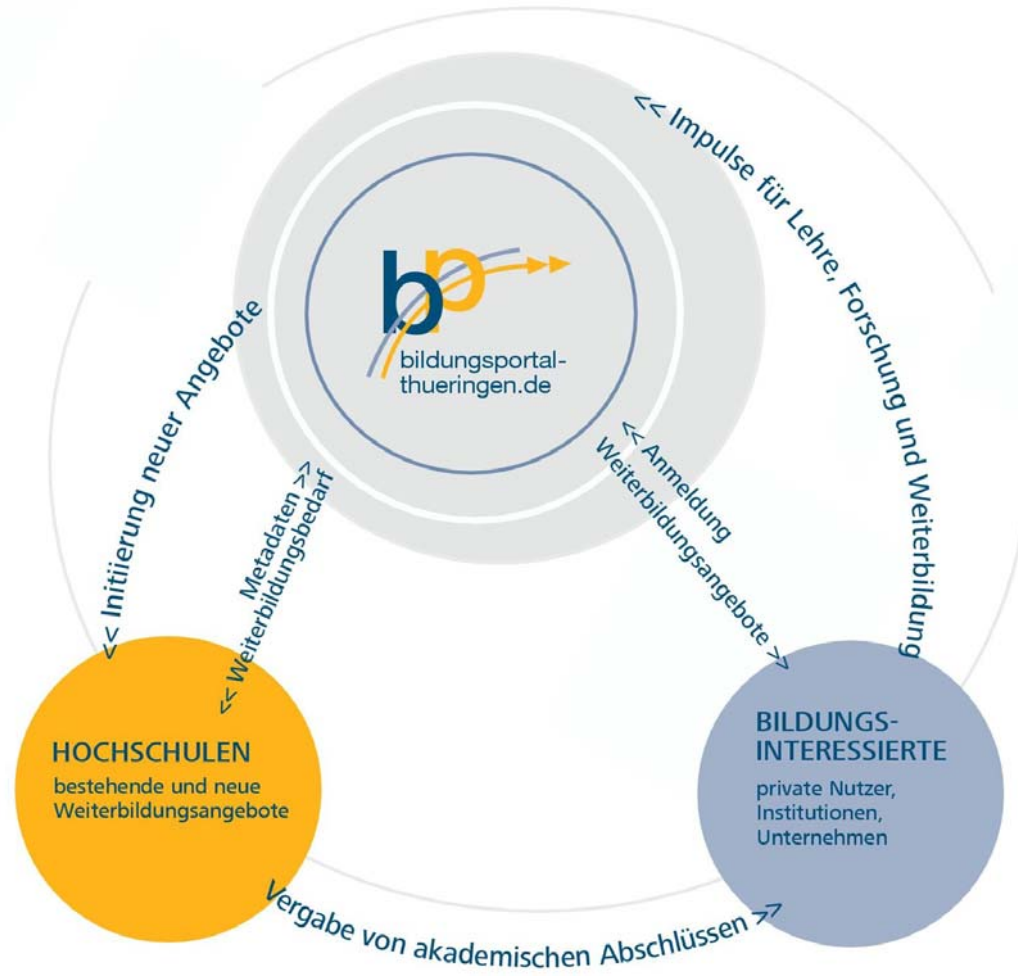 << Impulse für Lehre, Forschung und Weiterbildung
bp
bildungsportal-
thueringen.de
<< Initiierung neuer Angebote
Metadaten >>
<< Weiterbildungsbedarf
<< Anmeldung
Weiterbildungsangebote >>
HOCHSCHULEN
bestehende und neue
Weiterbildungsangebote
BILDUNGS-
INTERESSIERTE
private Nutzer,
Institutionen,
Unternehmen
Vergabe von akademischen Abschlüssen >>